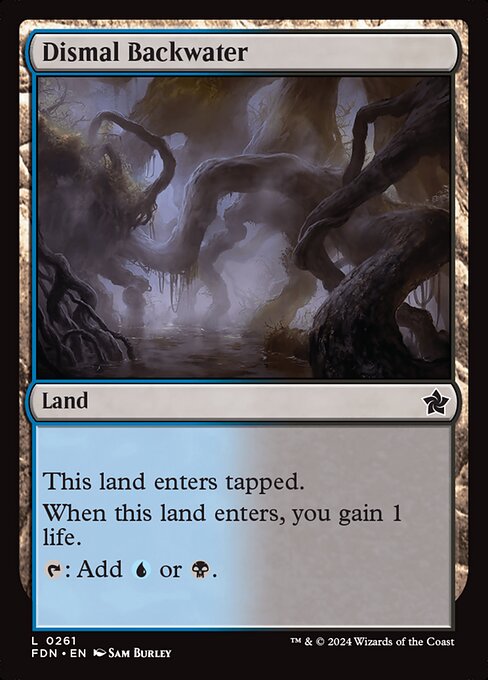 Dismal Backwater
Land
This land enters tapped.
When this land enters, you gain 1
life.
: Add or .
L 0261
™ & © 2024 Wizards of the Coast
FDN • EN Sam Burley